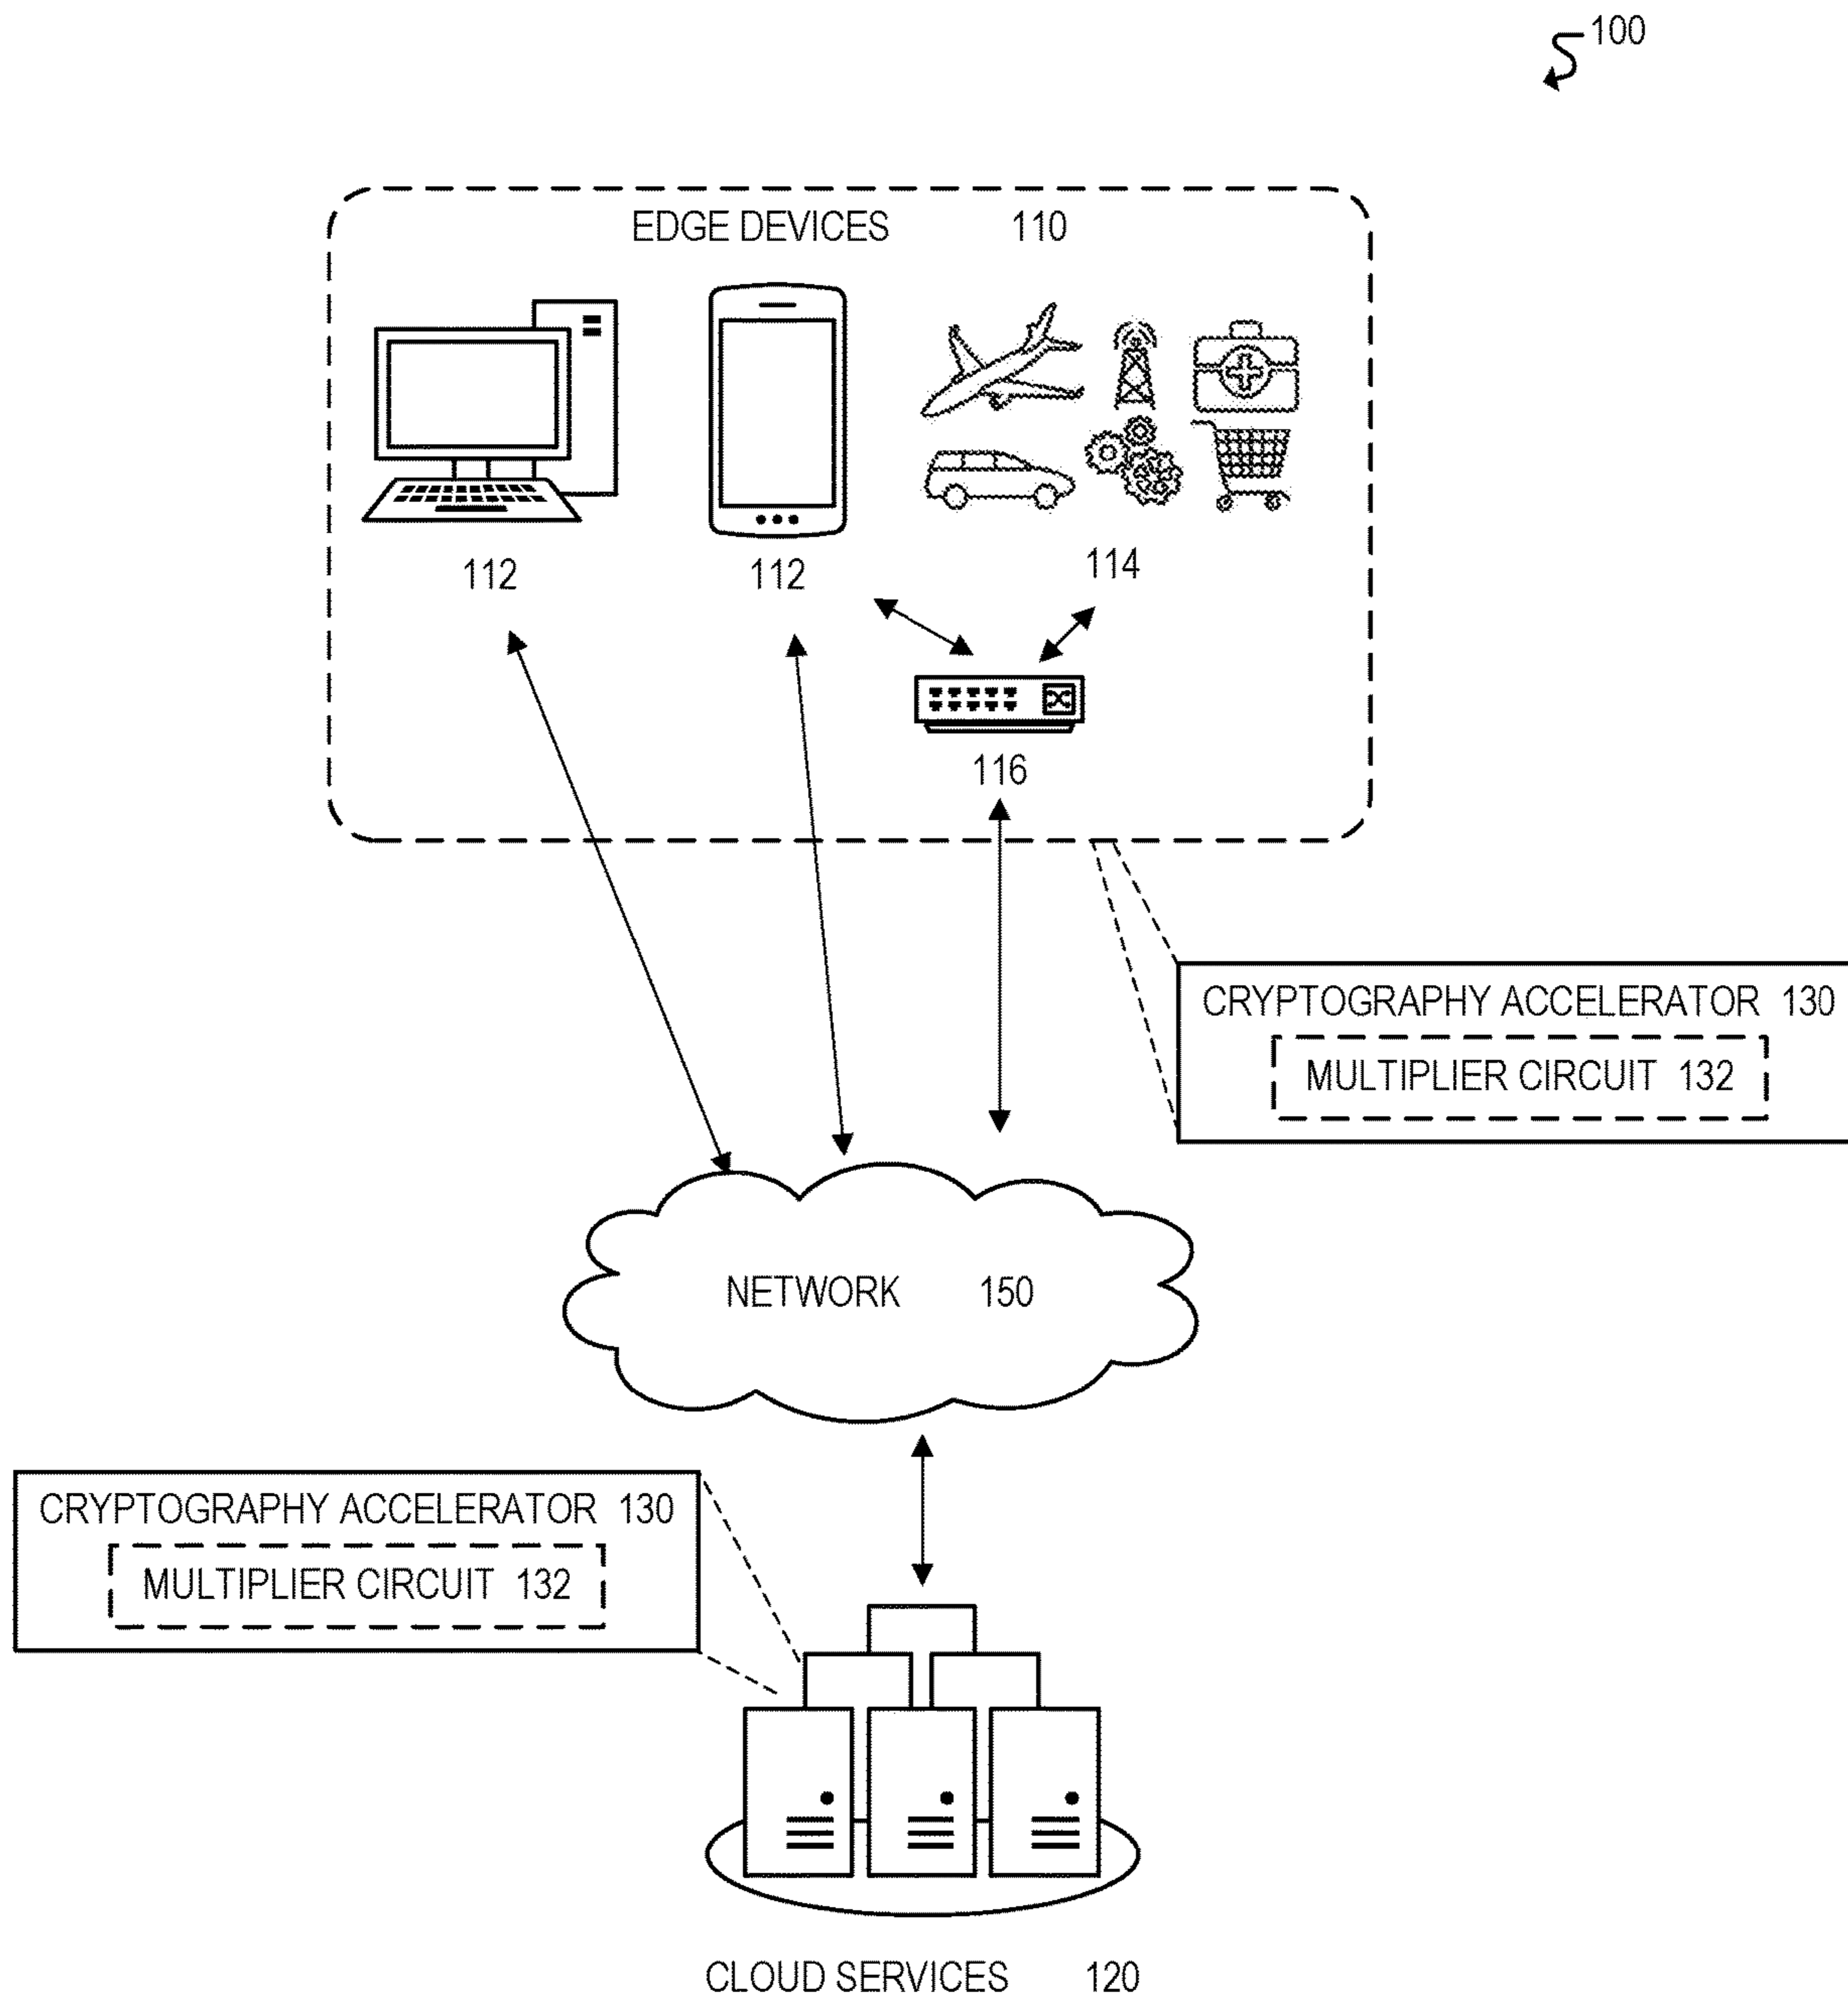 100
EDGE DEVICES 110
112
112
114
116
CRYPTOGRAPHY ACCELERATOR 130
MULTIPLIER CIRCUIT 132
NETWORK 150
CRYPTOGRAPHY ACCELERATOR 130
MULTIPLIER CIRCUIT 132
CLOUD SERVICES 120